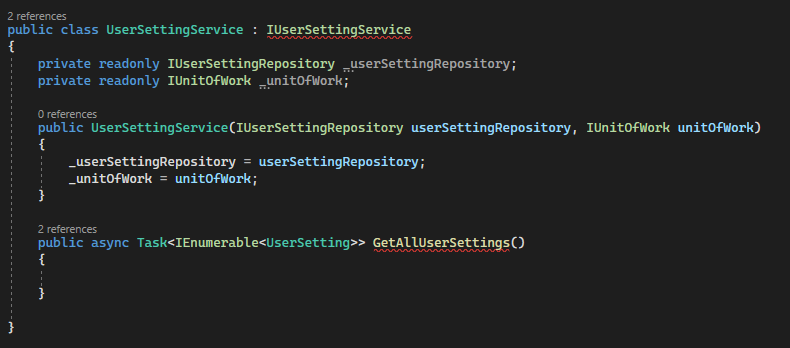 2 references
public class UserSettingService : IUserSettingService
{
private readonly IUserSettingRepository _userSettingRepository;
private readonly IUnitOfWork _unitOfWork;
0 references
public UserSettingService(IUserSettingRepository userSettingRepository, IUnitOfWork unitOfWork)
{
_userSettingRepository = userSettingRepository;
_unitOfWork = unitOfWork;
}
2 references
public async Task<IEnumerable<UserSetting>> GetAllUserSettings()
{
}
}